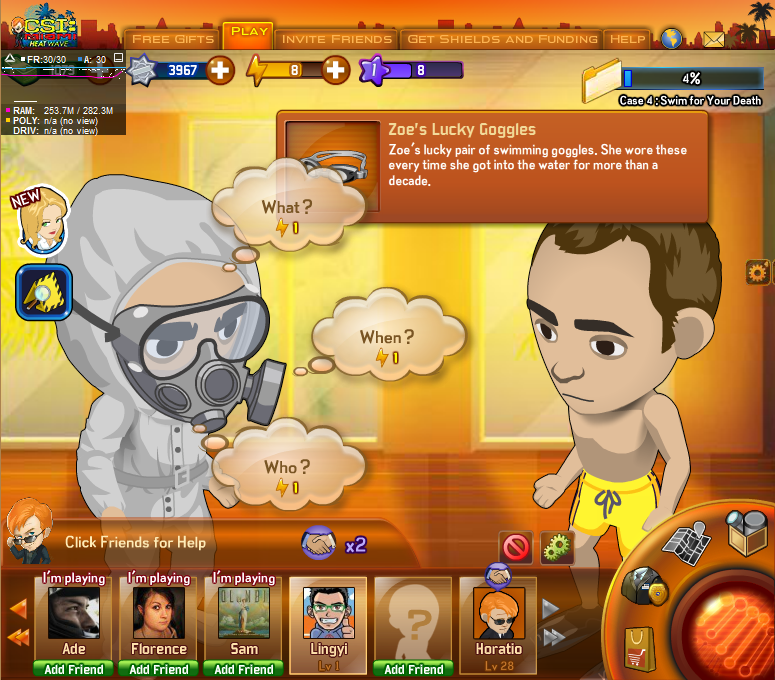 CSI:
Miami
HEAT WAVE
FREE GIFTS
PLAY
INVITE FRIENDS
GET SHIELDS AND FUNDING
HELP
FR:30/30
A: 30
3967
8
1
8
4%
Case 4 : Swim for Your Death
RAM: 253.7M / 282.3M
POLY: n/a (no view)
DRIV: n/a (no view)
Zoe's Lucky Goggles
Zoe's lucky pair of swimming goggles. She wore these
every time she got into the water for more than a
decade.
NEW
What?
1
When?
1
Who?
1
Click Friends for Help
x2
I'm playing
I'm playing
I'm playing
?
Ade
Florence
Sam
Lingyi
Horatio
Lv 1
Lv 28
Add Friend
Add Friend
Add Friend
Add Friend